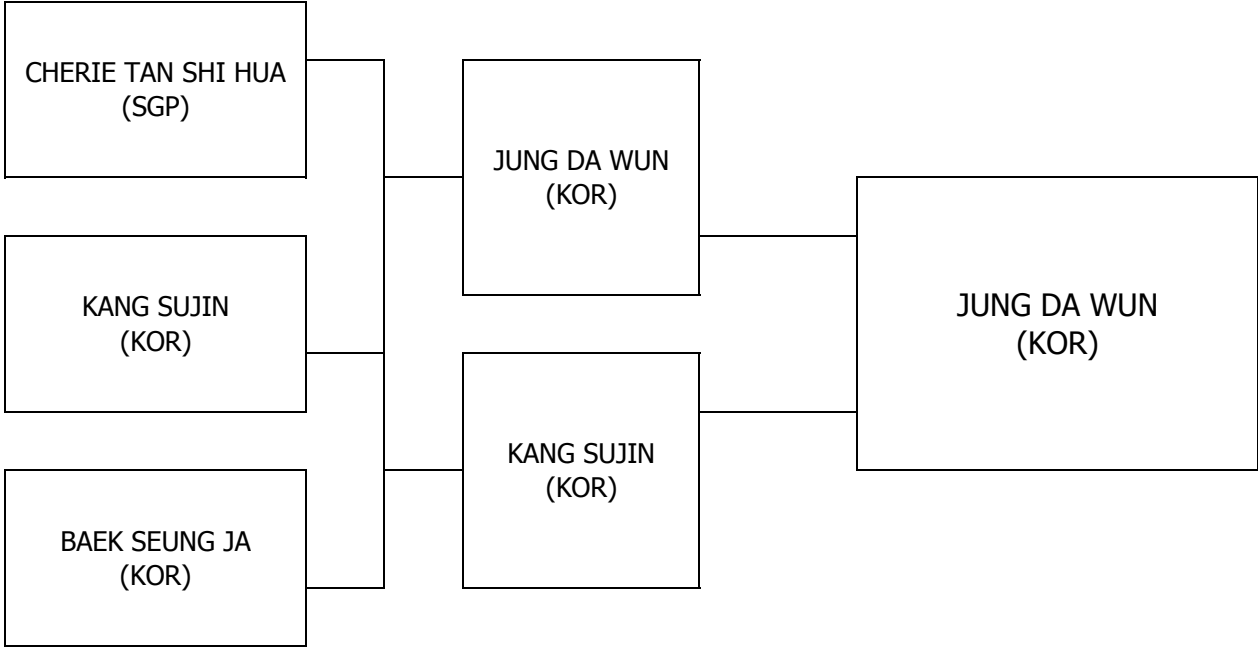 CHERIE TAN SHI HUA
(SGP)
KANG SUJIN
(KOR)
BAEK SEUNG JA
(KOR)
JUNG DA WUN
(KOR)
KANG SUJIN
(KOR)
JUNG DA WUN
(KOR)